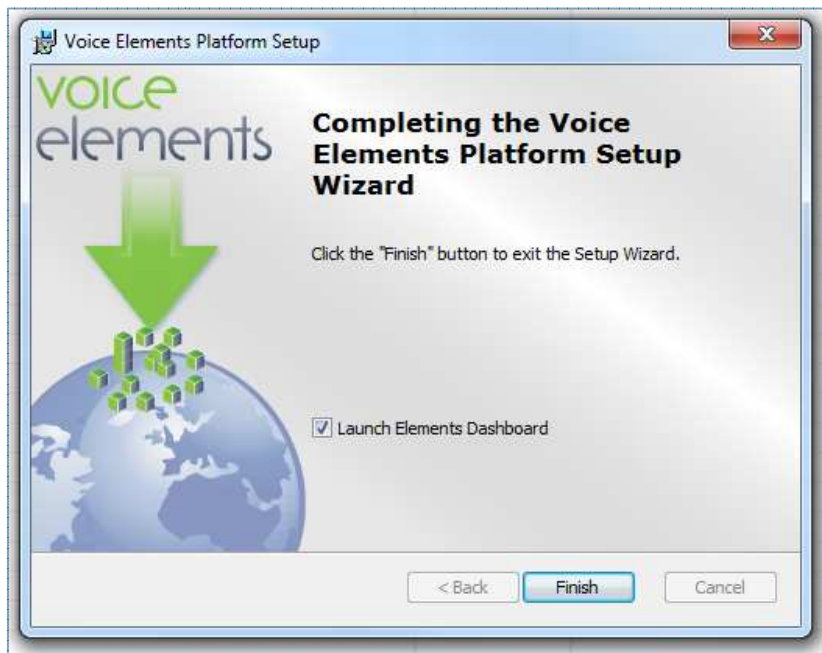 Voice Elements Platform Setup
voice
elements
Completing the Voice
Elements Platform Setup
Wizard
Click the "Finish" button to exit the Setup Wizard.
Launch Elements Dashboard
< Back
Finish
Cancel